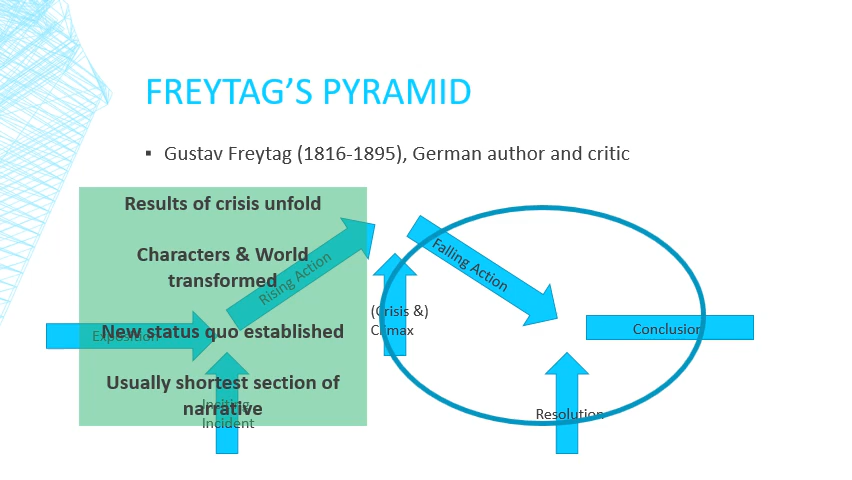 FREYTAG’S PYRAMID
▪ Gustav Freytag (1816-1895), German author and critic
Results of crisis unfold
Characters & World
transformed
New status quo established
Usually shortest section of
narrative
Exposition
Inciting
Incident
Rising Action
(Crisis &)
Climax
Falling Action
Resolution
Conclusion